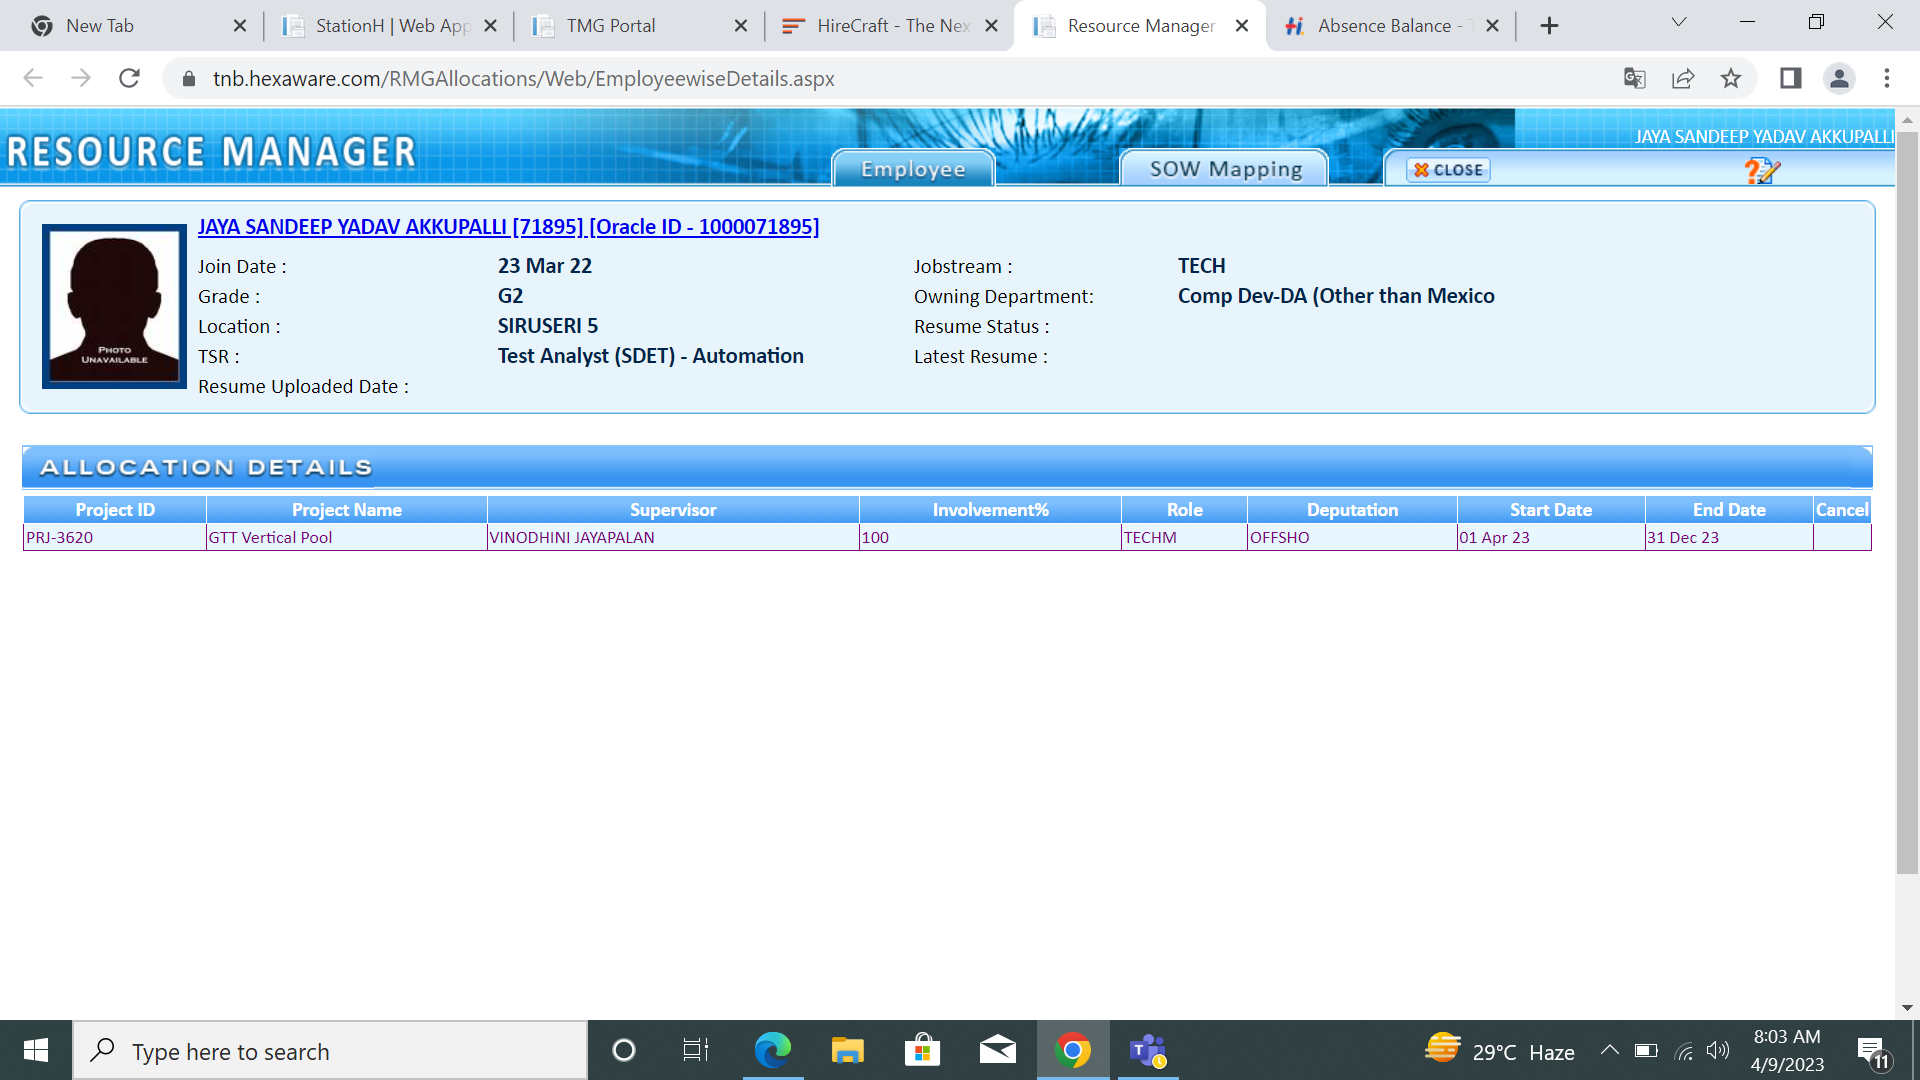 New Tab
StationH | Web App
TMG Portal
HireCraft - The Nex
Resource Manager
Absence Balance -
tnb.hexaware.com/RMGAllocations/Web/EmployeewiseDetails.aspx
RESOURCE MANAGER
JAYA SANDEEP YADAV AKKUPALLI
Employee
SOW Mapping
CLOSE
JAYA SANDEEP YADAV AKKUPALLI [71895] [Oracle ID - 1000071895]
Join Date : 23 Mar 22 Jobstream : TECH
Grade : G2 Owning Department: Comp Dev-DA (Other than Mexico
Location : SIRUSERI 5 Resume Status :
TSR : Test Analyst (SDET) - Automation Latest Resume :
Resume Uploaded Date :
PHOTO
UNAVAILABLE
ALLOCATION DETAILS
Project ID Project Name Supervisor Involvement% Role Deputation Start Date End Date Cancel
PRJ-3620 GTT Vertical Pool VINODHINI JAYAPALAN 100 TECHM OFFSHO 01 Apr 23 31 Dec 23
Type here to search
29°C Haze
8:03 AM
4/9/2023
11